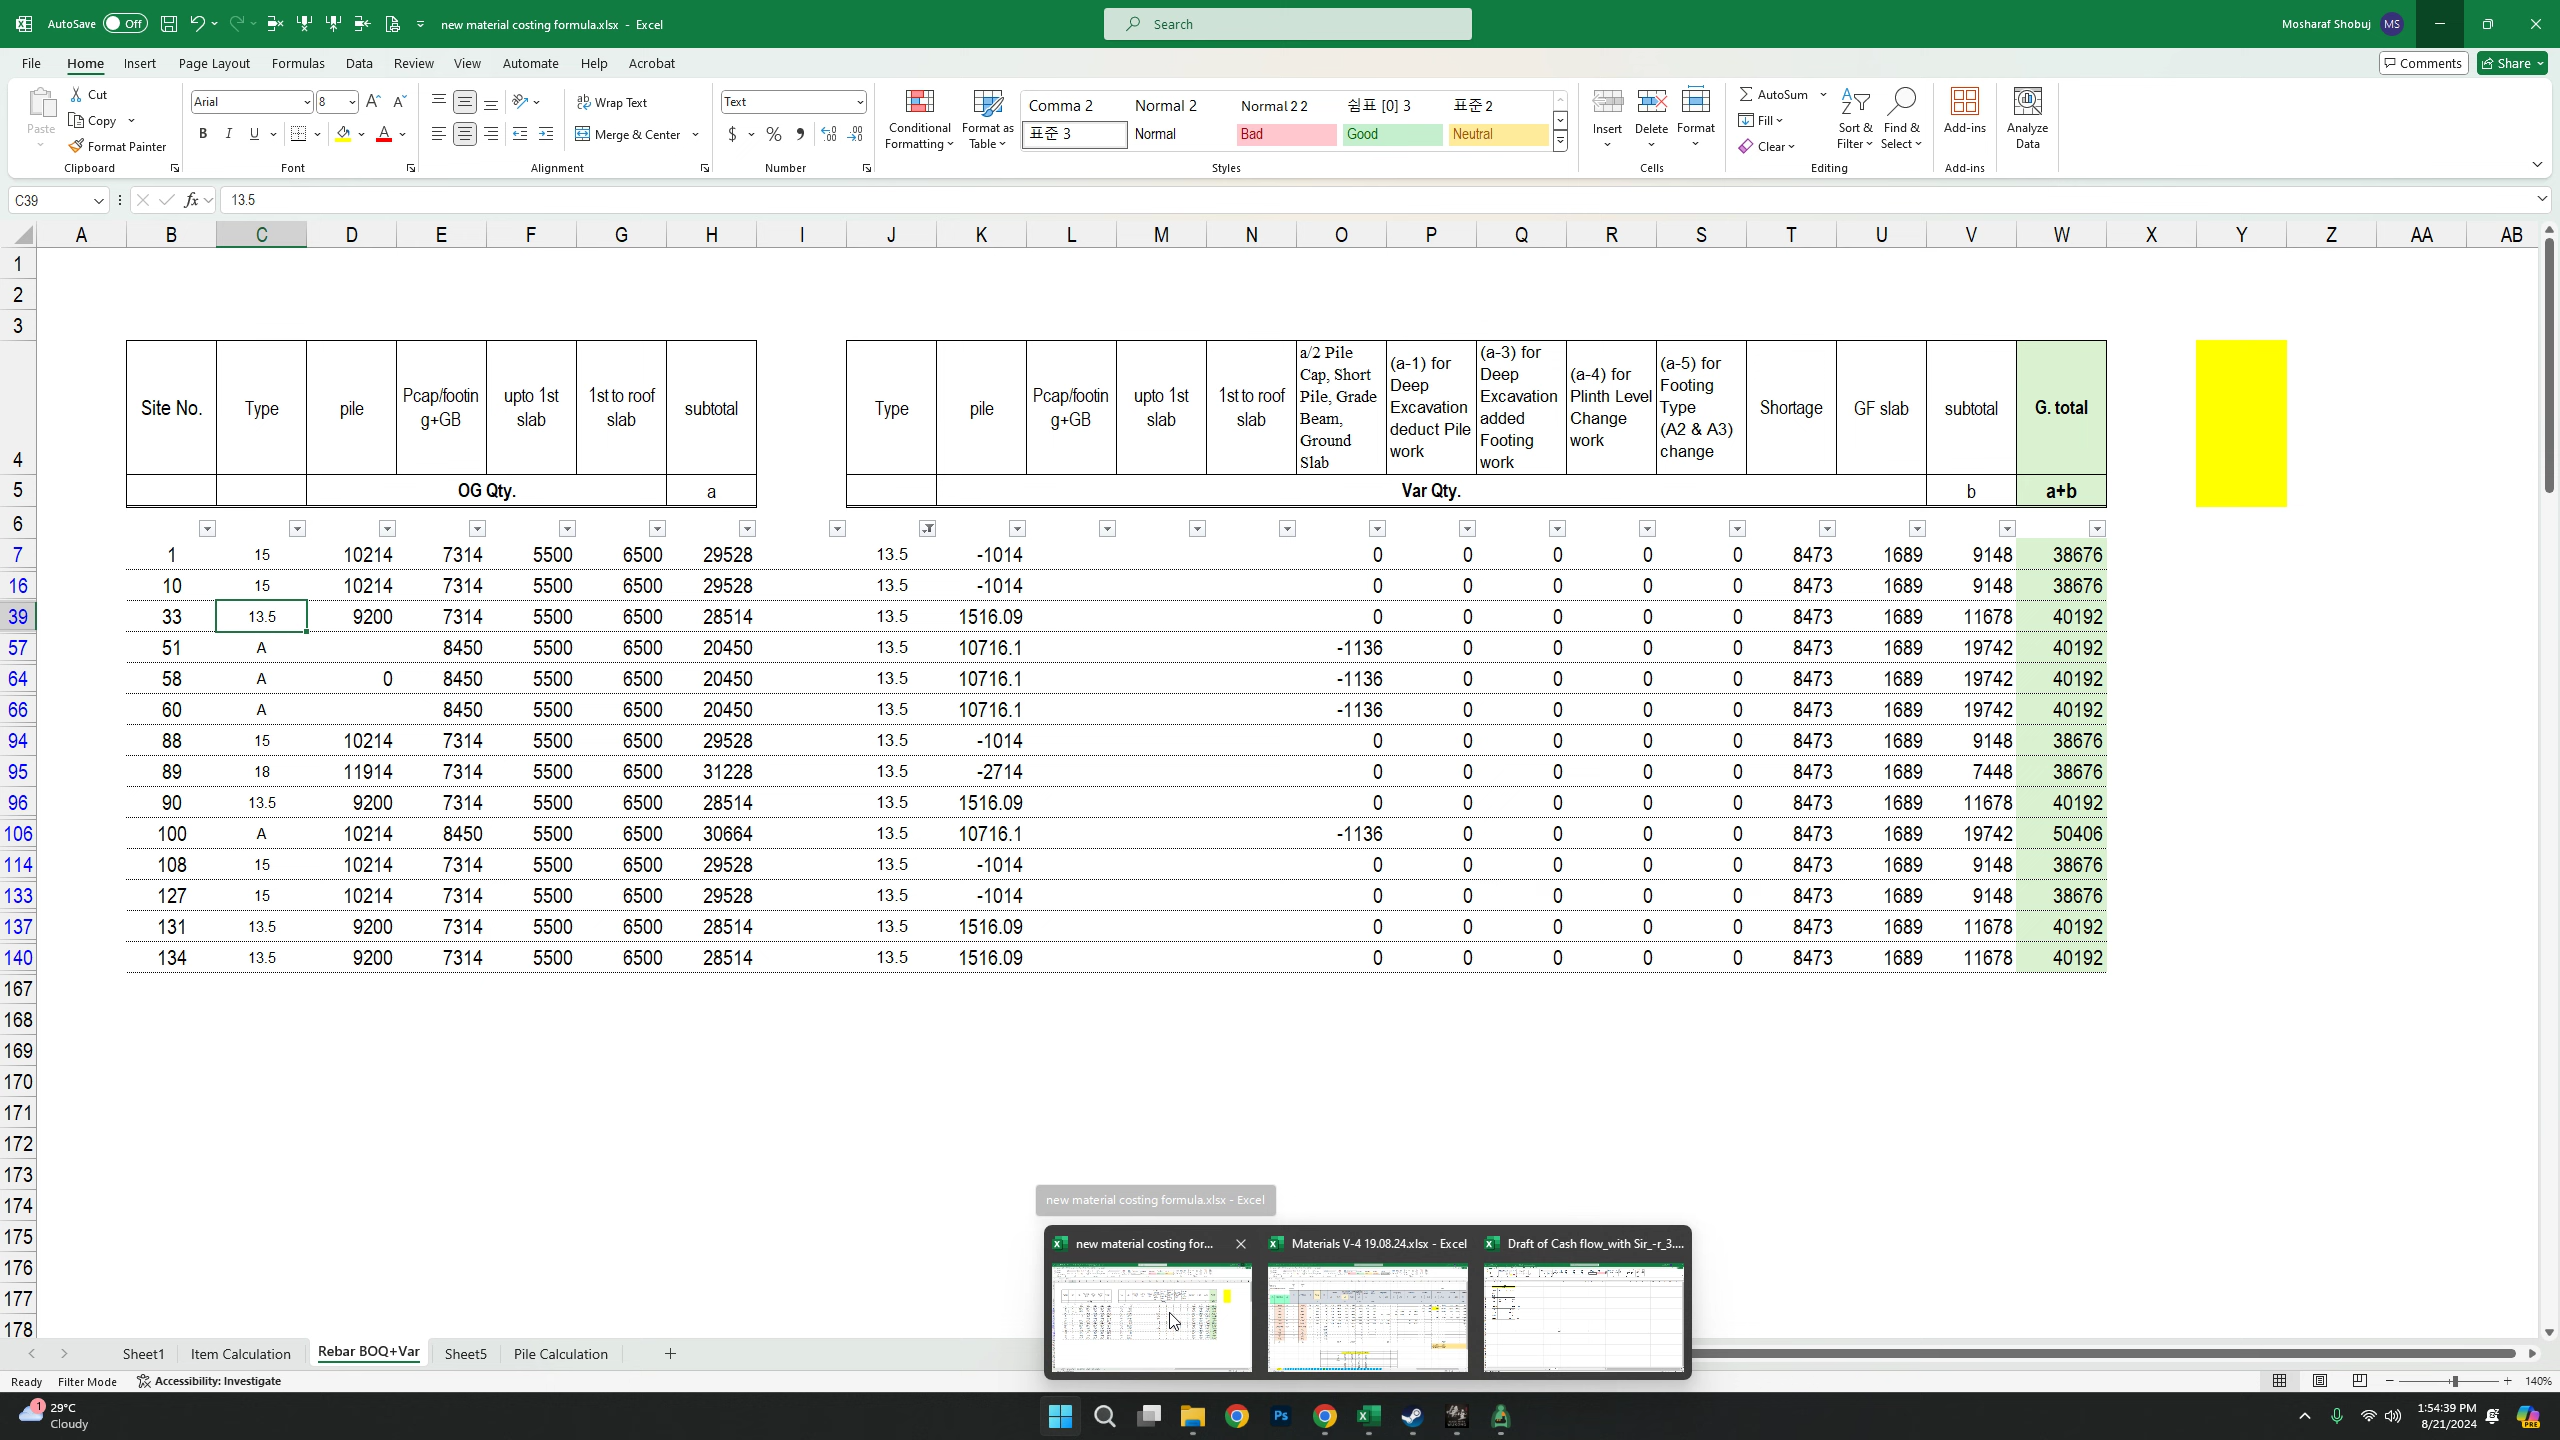 AutoSave Off new material costing formula.xlsx - Excel Search Mosharaf Shobuj MS
File Home Insert Page Layout Formulas Data Review View Automate Help Acrobat Comments Share
Paste Cut Copy Format Painter Clipboard
Arial 8 B I U A Font
Wrap Text Merge & Center Alignment
Text $ % Number
Conditional Formatting Format as Table
Comma 2 Normal 2 Normal 2 2 쉼표 [0] 3 표준 2
표준 3 Normal Bad Good Neutral
Styles
Insert Delete Format Cells
AutoSum Fill Clear Sort & Filter Find & Select Editing
Add-ins Add-ins
Analyze Data
C39 fx 13.5
A B C D E F G H I J K L M N O P Q R S T U V W X Y Z AA AB
1
2
3
4 Site No. Type pile Pcap/footing+GB upto 1st slab 1st to roof slab subtotal Type pile Pcap/footing+GB upto 1st slab 1st to roof slab a/2 Pile Cap, Short Pile, Grade Beam, Ground Slab (a-1) for Deep Excavation deduct Pile work (a-3) for Deep Excavation added Footing work (a-4) for Plinth Level Change work (a-5) for Footing Type (A2 & A3) change Shortage GF slab subtotal G. total
5 OG Qty. a Var Qty. b a+b
6
7 1 15 10214 7314 5500 6500 29528 13.5 -1014 0 0 0 0 0 8473 1689 9148 38676
16 10 15 10214 7314 5500 6500 29528 13.5 -1014 0 0 0 0 0 8473 1689 9148 38676
39 33 13.5 9200 7314 5500 6500 28514 13.5 1516.09 0 0 0 0 0 8473 1689 11678 40192
57 51 A 8450 5500 6500 20450 13.5 10716.1 -1136 0 0 0 0 8473 1689 19742 40192
64 58 A 0 8450 5500 6500 20450 13.5 10716.1 -1136 0 0 0 0 8473 1689 19742 40192
66 60 A 8450 5500 6500 20450 13.5 10716.1 -1136 0 0 0 0 8473 1689 19742 40192
94 88 15 10214 7314 5500 6500 29528 13.5 -1014 0 0 0 0 0 8473 1689 9148 38676
95 89 18 11914 7314 5500 6500 31228 13.5 -2714 0 0 0 0 0 8473 1689 7448 38676
96 90 13.5 9200 7314 5500 6500 28514 13.5 1516.09 0 0 0 0 0 8473 1689 11678 40192
106 100 A 10214 8450 5500 6500 30664 13.5 10716.1 -1136 0 0 0 0 8473 1689 19742 50406
114 108 15 10214 7314 5500 6500 29528 13.5 -1014 0 0 0 0 0 8473 1689 9148 38676
133 127 15 10214 7314 5500 6500 29528 13.5 -1014 0 0 0 0 0 8473 1689 9148 38676
137 131 13.5 9200 7314 5500 6500 28514 13.5 1516.09 0 0 0 0 0 8473 1689 11678 40192
140 134 13.5 9200 7314 5500 6500 28514 13.5 1516.09 0 0 0 0 0 8473 1689 11678 40192
167
168
169
170
171
172
173
174 new material costing formula.xlsx - Excel
175
176 new material costing for... Materials V-4 19.08.24.xlsx - Excel Draft of Cash flow_with Sir_-r_3....
177
178
Sheet1 Item Calculation Rebar BOQ+Var Sheet5 Pile Calculation
Ready Filter Mode Accessibility: Investigate 140%
1 29°C
Cloudy
Ps
PRE
1:54:39 PM
8/21/2024